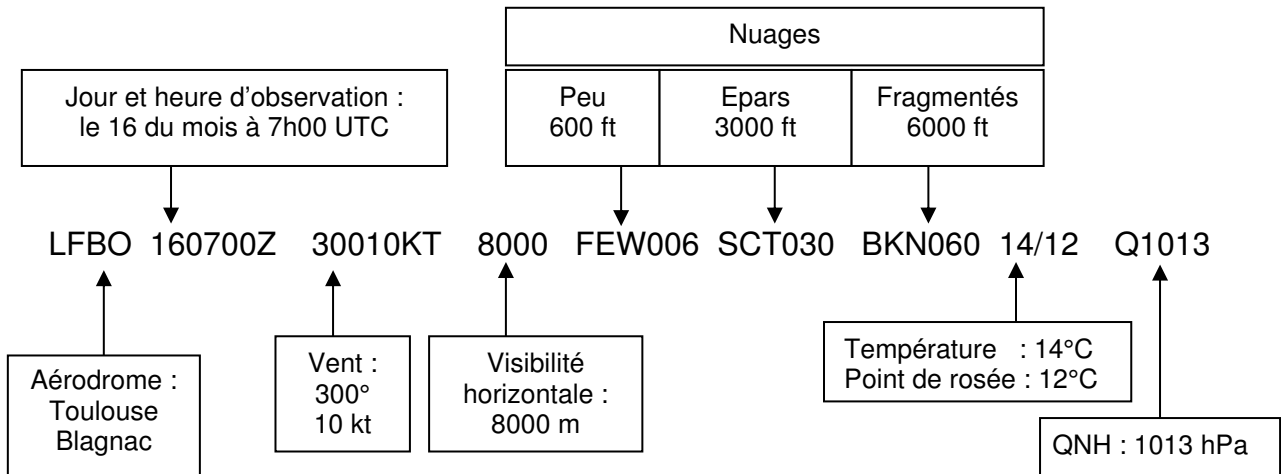 Nuages
Jour et heure d’observation :
le 16 du mois à 7h00 UTC
Peu
600 ft
Epars
3000 ft
Fragmentés
6000 ft
LFBO 160700Z 30010KT 8000 FEW006 SCT030 BKN060 14/12 Q1013
Aérodrome :
Toulouse
Blagnac
Vent :
300°
10 kt
Visibilité
horizontale :
8000 m
Température : 14°C
Point de rosée : 12°C
QNH : 1013 hPa